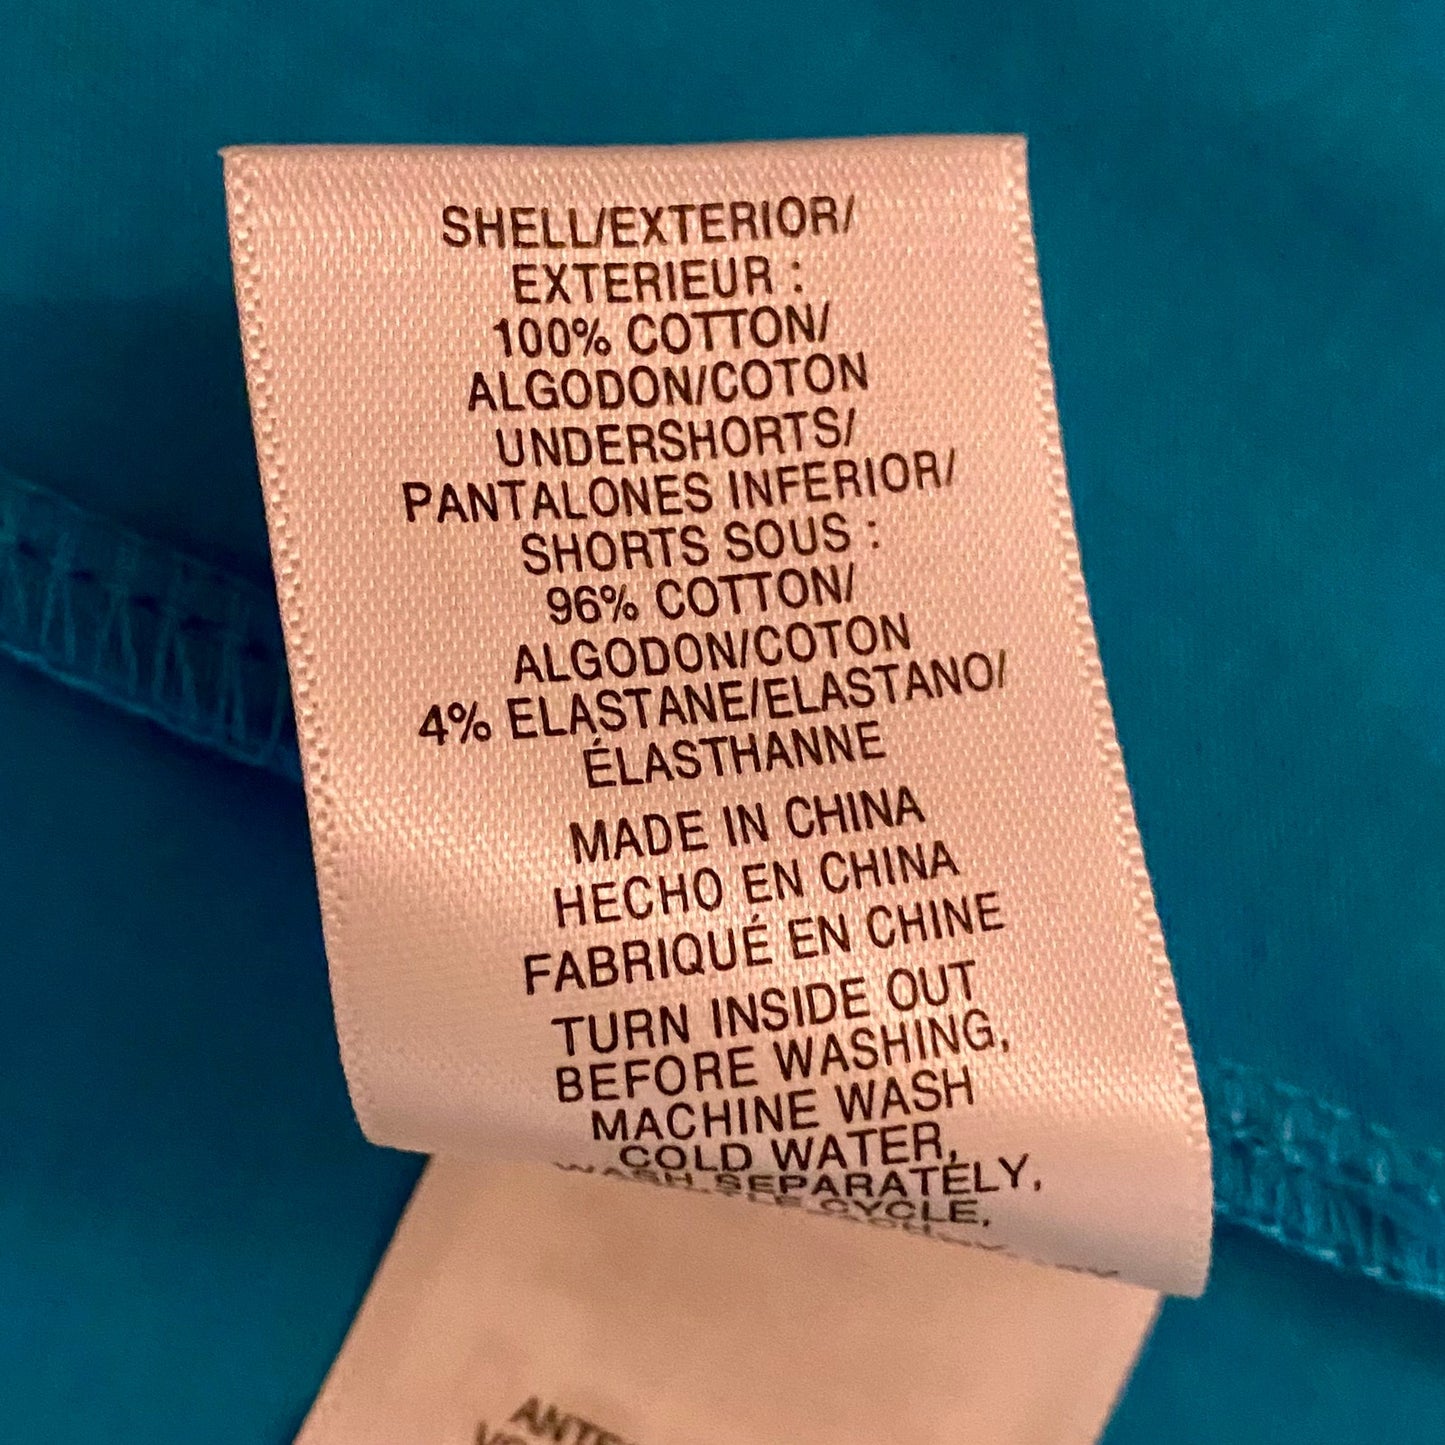 SHELL/EXTERIOR/
EXTERIEUR :
100% COTTON/
ALGODON/COTON
UNDERSHORTS/
PANTALONES INFERIOR/
SHORTS SOUS :
96% COTTON/
ALGODON/COTON
4% ELASTANE/ELASTANO/
ÉLASTHANNE
MADE IN CHINA
HECHO EN CHINA
FABRIQUÉ EN CHINE
TURN INSIDE OUT
BEFORE WASHING,
MACHINE WASH
COLD WATER,
WASH SEPARATELY,
CYCLE,